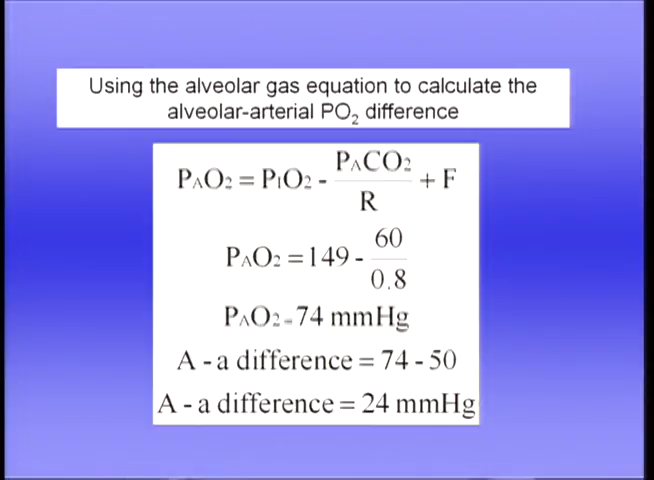 Using the alveolar gas equation to calculate the
alveolar-arterial PO₂ difference
PAO₂ = PIO₂ - PACO₂/R + F
PAO₂ = 149 - 60/0.8
PAO₂ = 74 mmHg
A - a difference = 74 - 50
A - a difference = 24 mmHg